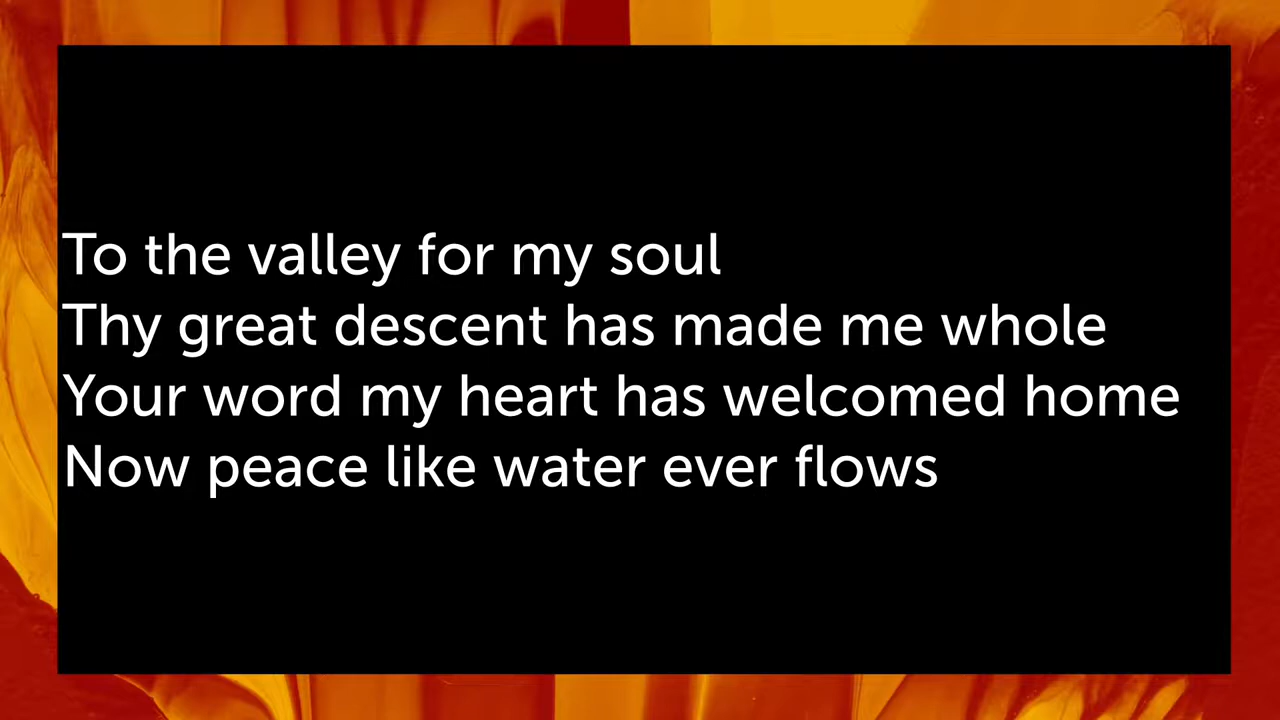 To the valley for my soul
Thy great descent has made me whole
Your word my heart has welcomed home
Now peace like water ever flows